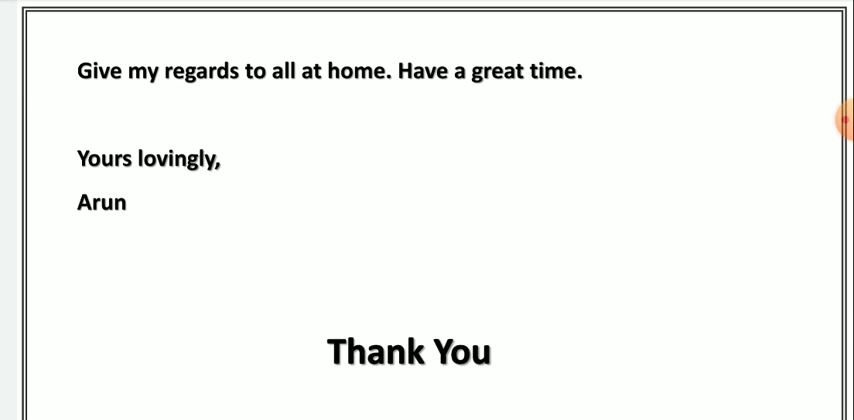 Give my regards to all at home. Have a great time.
Yours lovingly,
Arun
Thank You